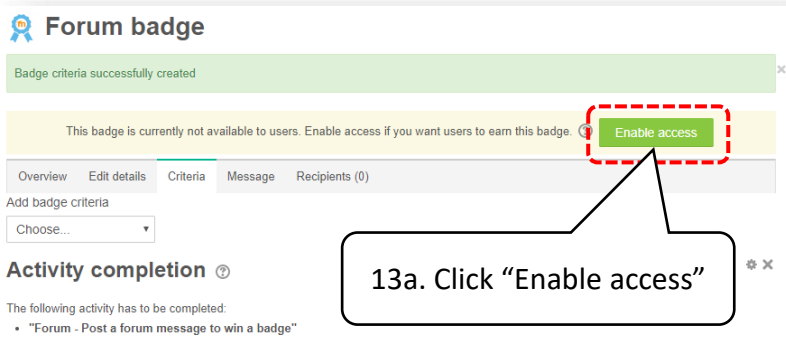 Forum badge
Badge criteria successfully created
×
This badge is currently not available to users. Enable access if you want users to earn this badge.
Enable access
Overview Edit details Criteria Message Recipients (0)
Add badge criteria
Choose...
13a. Click “Enable access”
Activity completion
The following activity has to be completed:
• "Forum - Post a forum message to win a badge"